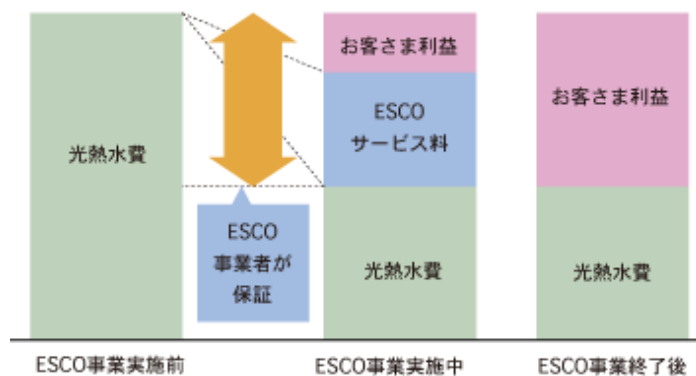 光熱水費
ESCO
事業者が
保証
お客さま利益
ESCO
サービス料
光熱水費
お客さま利益
光熱水費
ESCO事業実施前
ESCO事業実施中
ESCO事業終了後